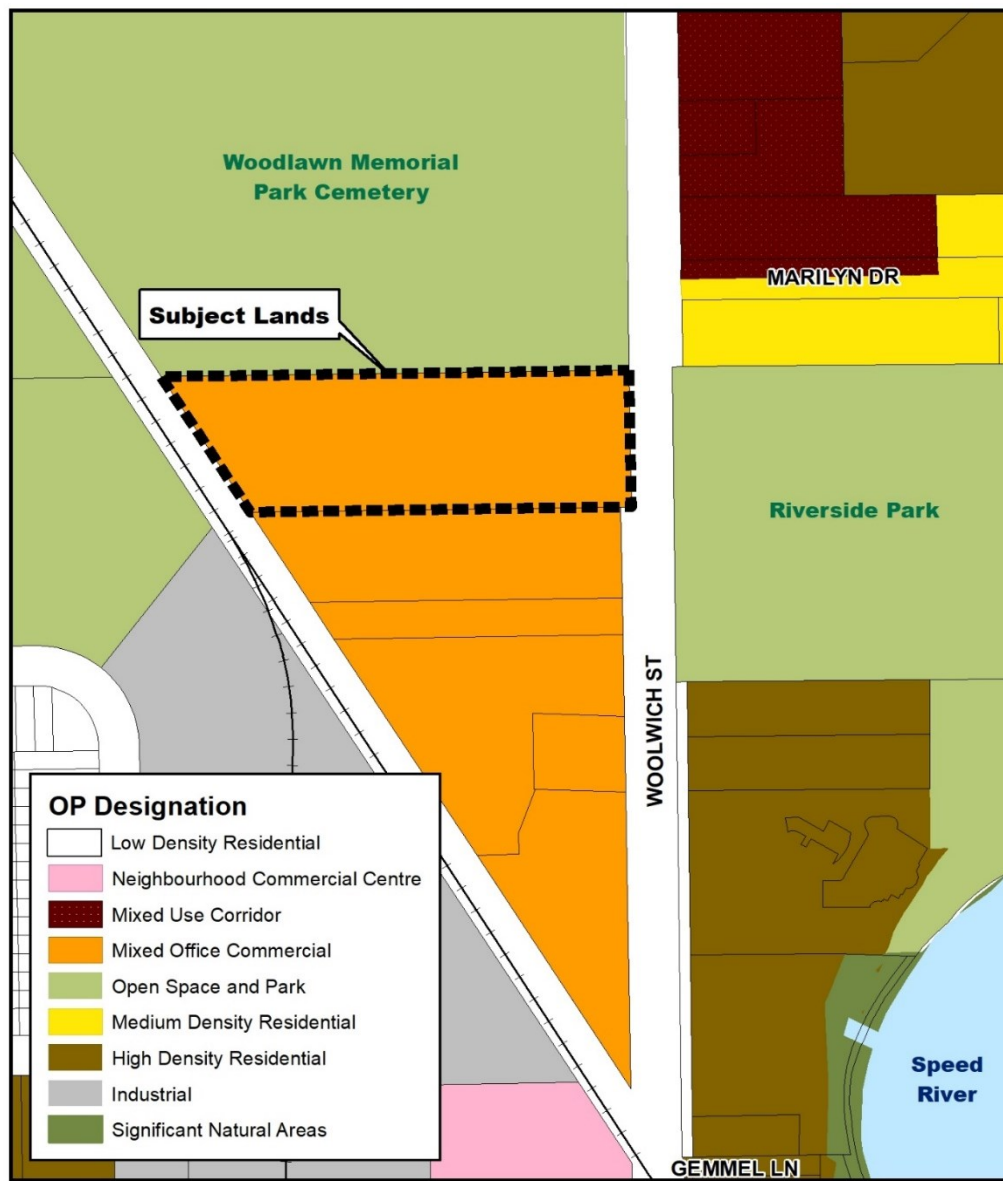 Woodlawn Memorial
Park Cemetery
MARILYN DR
Subject Lands
Riverside Park
WOOLWICH ST
OP Designation
Low Density Residential
Neighbourhood Commercial Centre
Mixed Use Corridor
Mixed Office Commercial
Open Space and Park
Medium Density Residential
High Density Residential
Industrial
Significant Natural Areas
Speed
River
GEMMEL LN